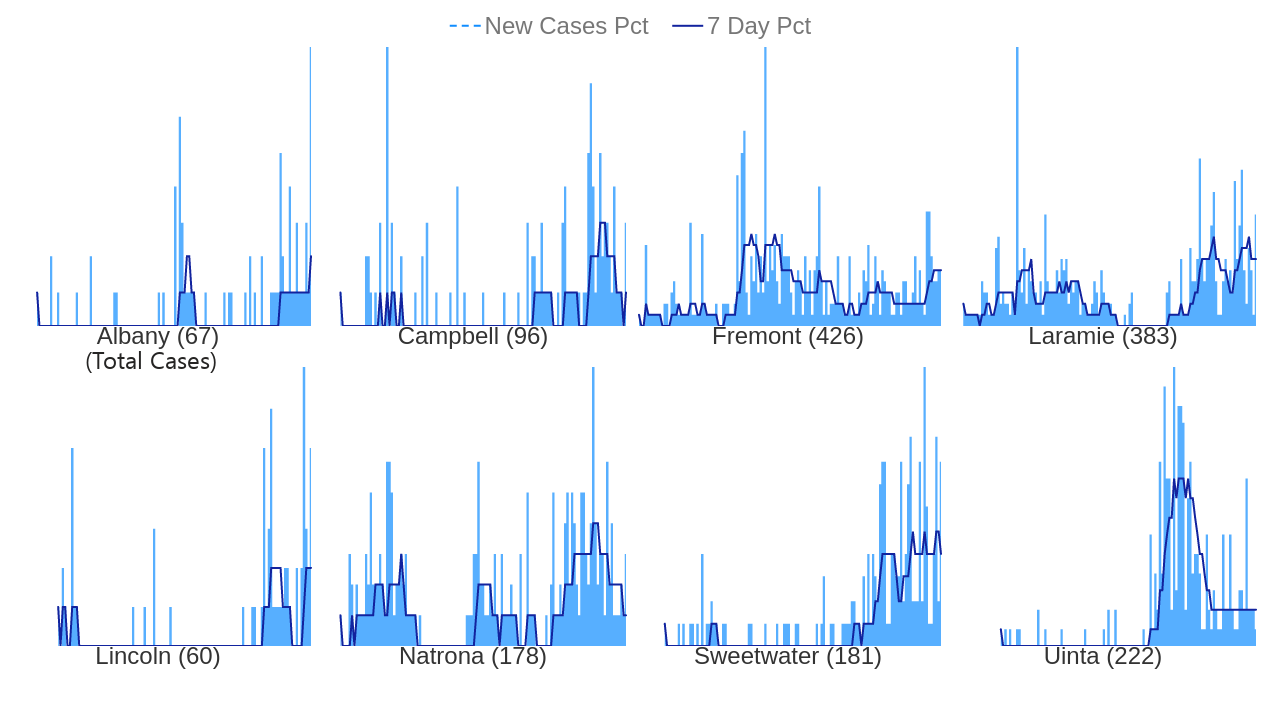 New Cases Pct 7 Day Pct
Albany (67) Campbell (96) Fremont (426) Laramie (383)
(Total Cases)
Lincoln (60) Natrona (178) Sweetwater (181) Uinta (222)